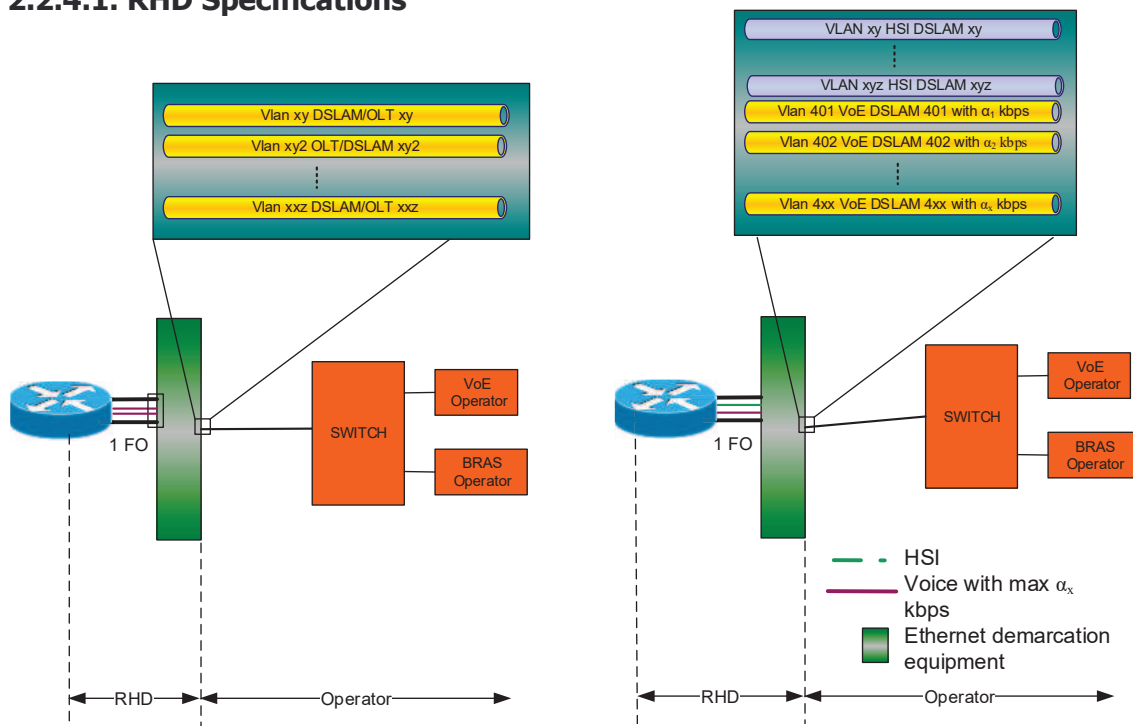 2.2.4.1. RHD Specifications
Vlan xy DSLAM/OLT xy
Vlan xy2 OLT/DSLAM xy2
Vlan xxz DSLAM/OLT xxz
1 FO
SWITCH
VoE
Operator
BRAS
Operator
RHD
Operator
VLAN xy HSI DSLAM xy
VLAN xyz HSI DSLAM xyz
Vlan 401 VoE DSLAM 401 with α₁ kbps
Vlan 402 VoE DSLAM 402 with α₂ kbps
Vlan 4xx VoE DSLAM 4xx with αₓ kbps
1 FO
SWITCH
VoE
Operator
BRAS
Operator
HSI
Voice with max αₓ
kbps
Ethernet demarcation
equipment
RHD
Operator